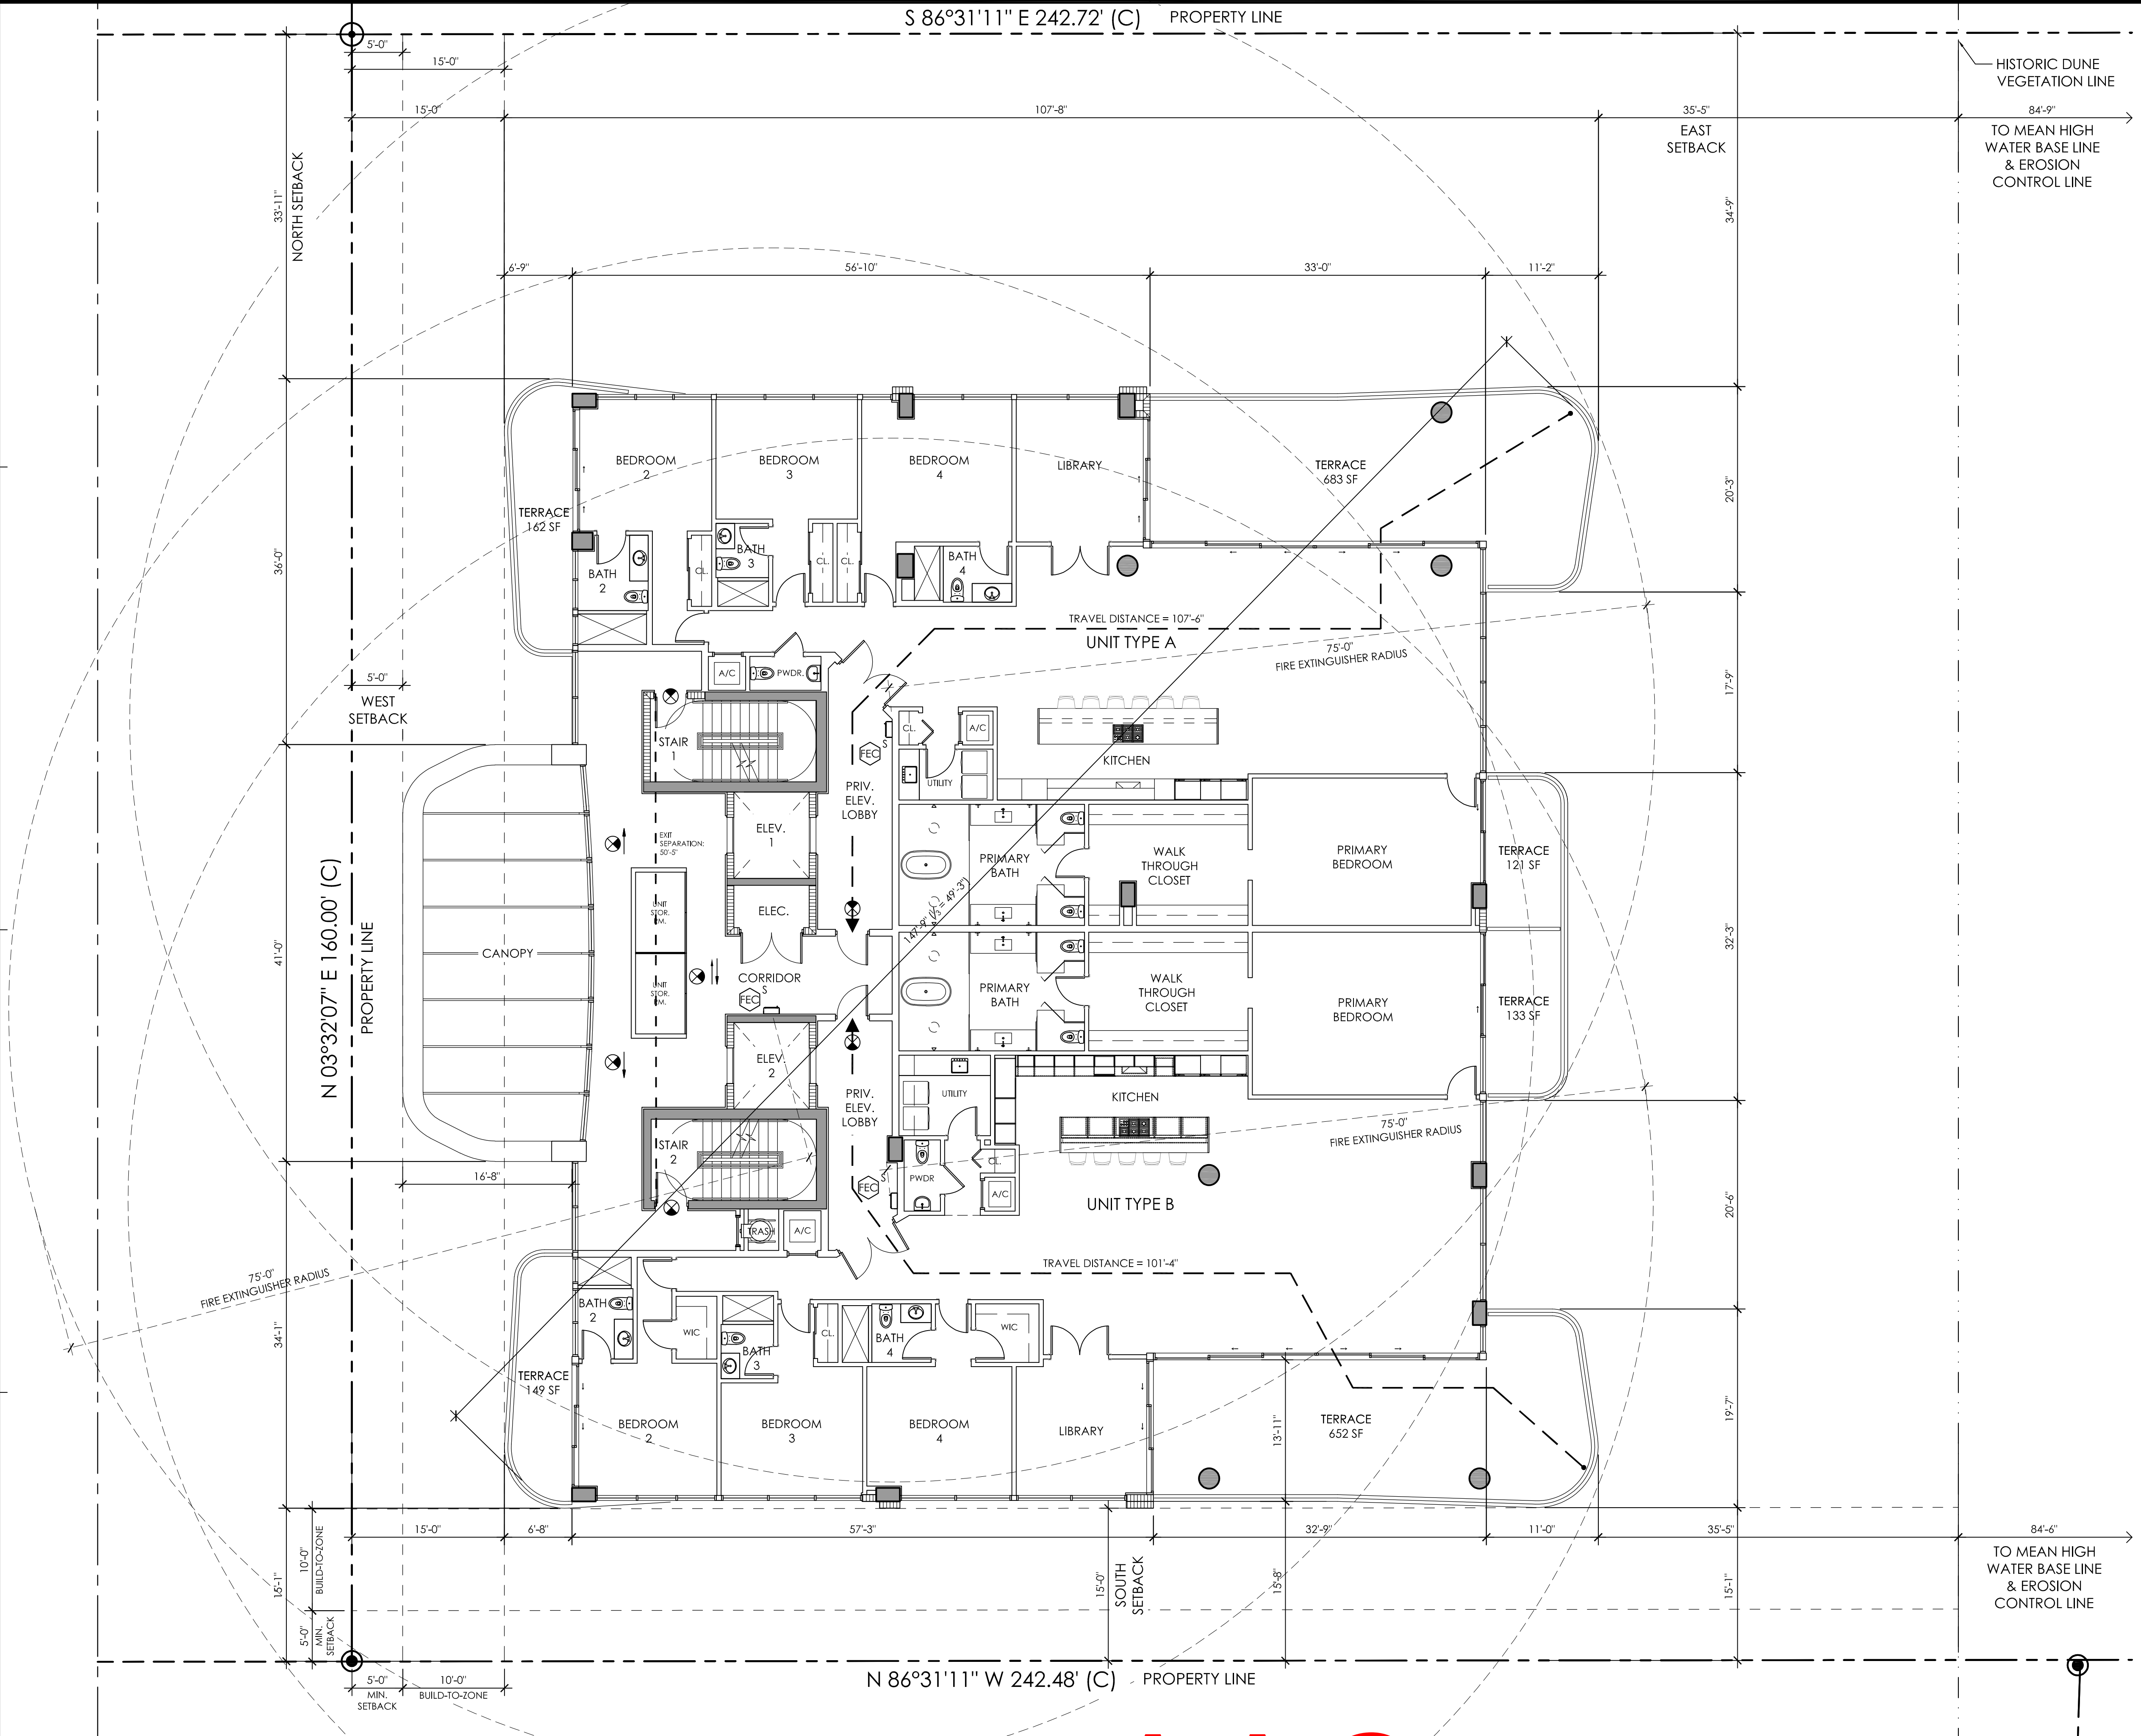 S 86°31'11" E 242.72' (C) PROPERTY LINE
5'-0"
15'-0"
HISTORIC DUNE
VEGETATION LINE
15'-0"
107'-8"
35'-5"
84'-9"
EAST
SETBACK
TO MEAN HIGH
WATER BASE LINE
& EROSION
CONTROL LINE
33'-11"
NORTH SETBACK
34'-9"
6'-9"
56'-10"
33'-0"
11'-2"
BEDROOM
2
BEDROOM
3
BEDROOM
4
LIBRARY
TERRACE
683 SF
20'-3"
TERRACE
162 SF
36'-0"
BATH
2
CL.
BATH
3
CL.
CL.
BATH
4
TRAVEL DISTANCE = 107'-6"
UNIT TYPE A
75'-0"
FIRE EXTINGUISHER RADIUS
5'-0"
WEST
SETBACK
A/C
PWDR.
17'-9"
STAIR
1
FEC
S
CL.
A/C
KITCHEN
UTILITY
PRIV.
ELEV.
LOBBY
ELEV.
1
EXIT
SEPARATION:
50'-5"
PRIMARY
BATH
WALK
THROUGH
CLOSET
PRIMARY
BEDROOM
TERRACE
121 SF
N 03°32'07" E 160.00' (C)
PROPERTY LINE
41'-0"
CANOPY
UNIT
STOR.
RM.
ELEC.
147'-9" (⅓ = 49'-3")
32'-3"
UNIT
STOR.
RM.
CORRIDOR
S
FEC
PRIMARY
BATH
WALK
THROUGH
CLOSET
PRIMARY
BEDROOM
TERRACE
133 SF
ELEV.
2
PRIV.
ELEV.
LOBBY
UTILITY
KITCHEN
75'-0"
FIRE EXTINGUISHER RADIUS
STAIR
2
16'-8"
FEC
S
PWDR
CL.
A/C
UNIT TYPE B
20'-6"
TRASH
A/C
TRAVEL DISTANCE = 101'-4"
75'-0"
FIRE EXTINGUISHER RADIUS
34'-1"
BATH
2
WIC
BATH
3
CL.
BATH
4
WIC
TERRACE
149 SF
BEDROOM
2
BEDROOM
3
BEDROOM
4
LIBRARY
13'-11"
TERRACE
652 SF
19'-7"
15'-0"
6'-8"
57'-3"
32'-9"
11'-0"
35'-5"
84'-6"
TO MEAN HIGH
WATER BASE LINE
& EROSION
CONTROL LINE
15'-1"
10'-0"
BUILD-TO-ZONE
5'-0"
MIN.
SETBACK
15'-0"
SOUTH
SETBACK
15'-8"
15'-1"
5'-0"
MIN.
SETBACK
10'-0"
BUILD-TO-ZONE
N 86°31'11" W 242.48' (C) PROPERTY LINE